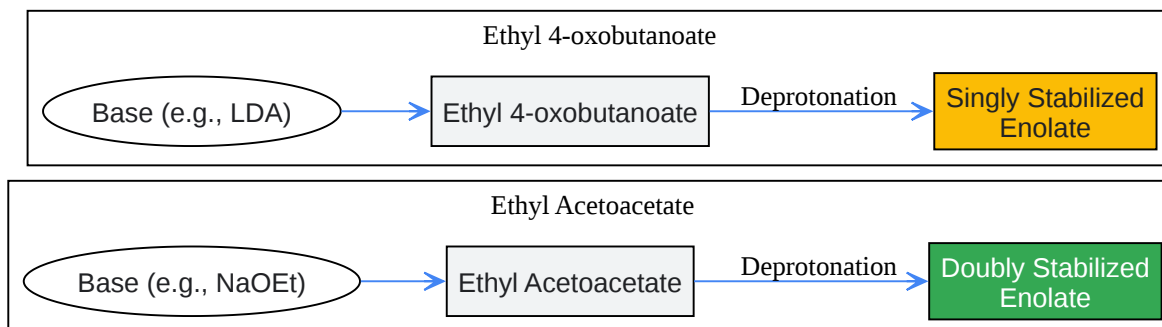 Ethyl 4-oxobutanoate
Base (e.g., LDA)
Ethyl 4-oxobutanoate
Deprotonation
Singly Stabilized
Enolate
Ethyl Acetoacetate
Base (e.g., NaOEt)
Ethyl Acetoacetate
Deprotonation
Doubly Stabilized
Enolate